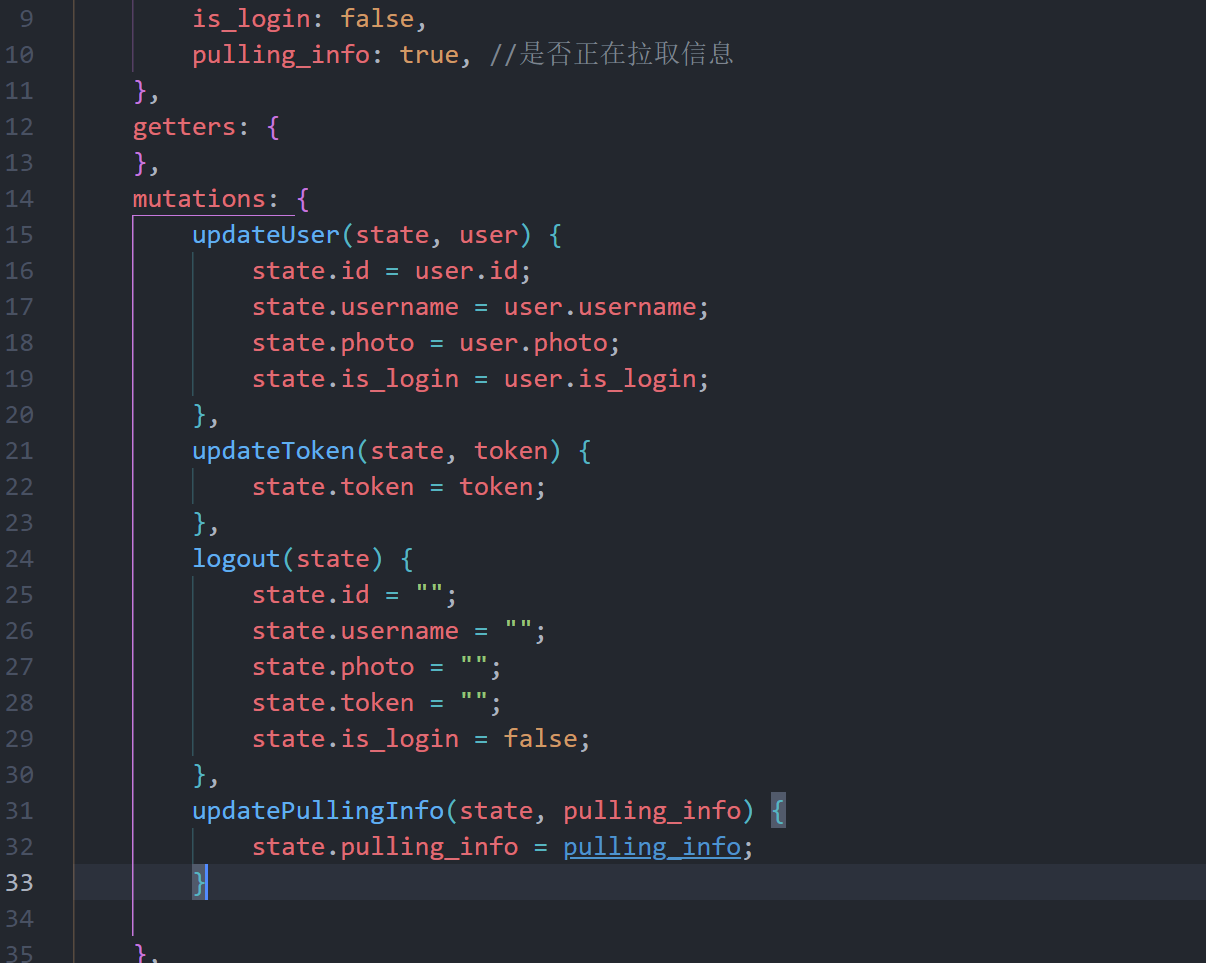 9 is_login: false,
10 pulling_info: true, //是否正在拉取信息
11 },
12 getters: {
13 },
14 mutations: {
15 updateUser(state, user) {
16 state.id = user.id;
17 state.username = user.username;
18 state.photo = user.photo;
19 state.is_login = user.is_login;
20 },
21 updateToken(state, token) {
22 state.token = token;
23 },
24 logout(state) {
25 state.id = "";
26 state.username = "";
27 state.photo = "";
28 state.token = "";
29 state.is_login = false;
30 },
31 updatePullingInfo(state, pulling_info) {
32 state.pulling_info = pulling_info;
33 }
34
35 },